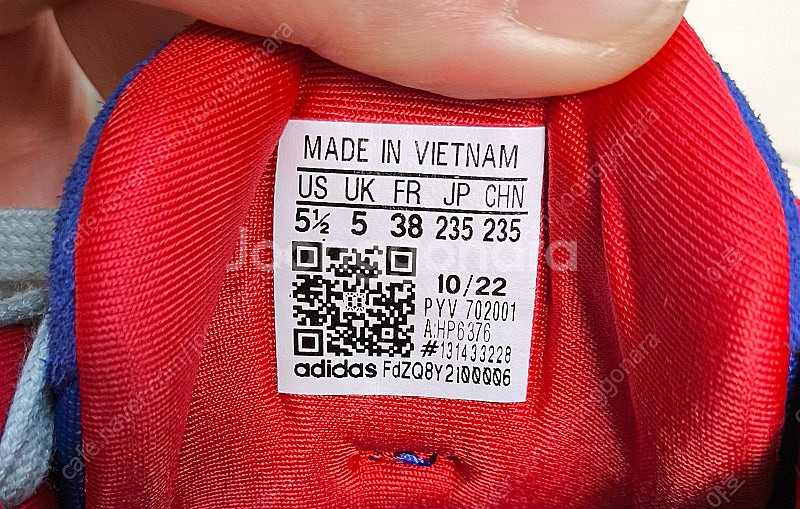 MADE IN VIETNAM
US UK FR JP CHN
5½ 5 38 235 235
10/22
PYV 702001
A:HP6376
#131433228
adidas FdZQ8Y2i00006